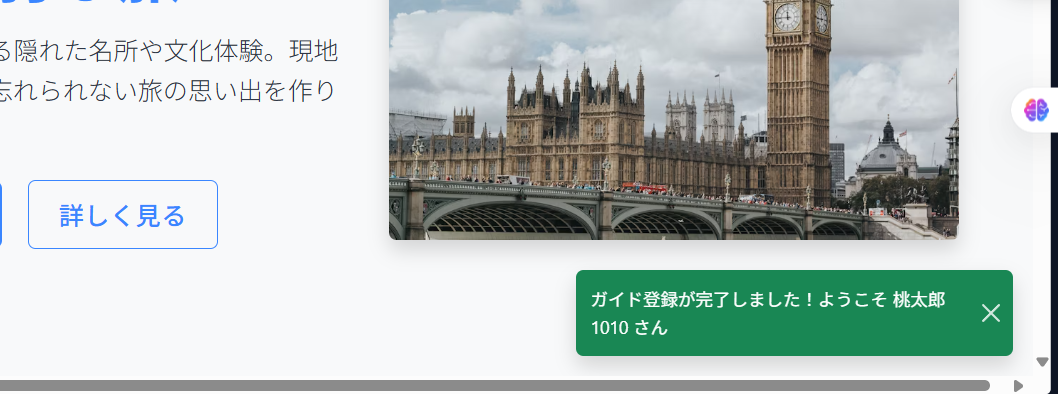 る隠れた名所や文化体験。現地
忘れられない旅の思い出を作り
詳しく見る
ガイド登録が完了しました！ようこそ 桃太郎
1010 さん